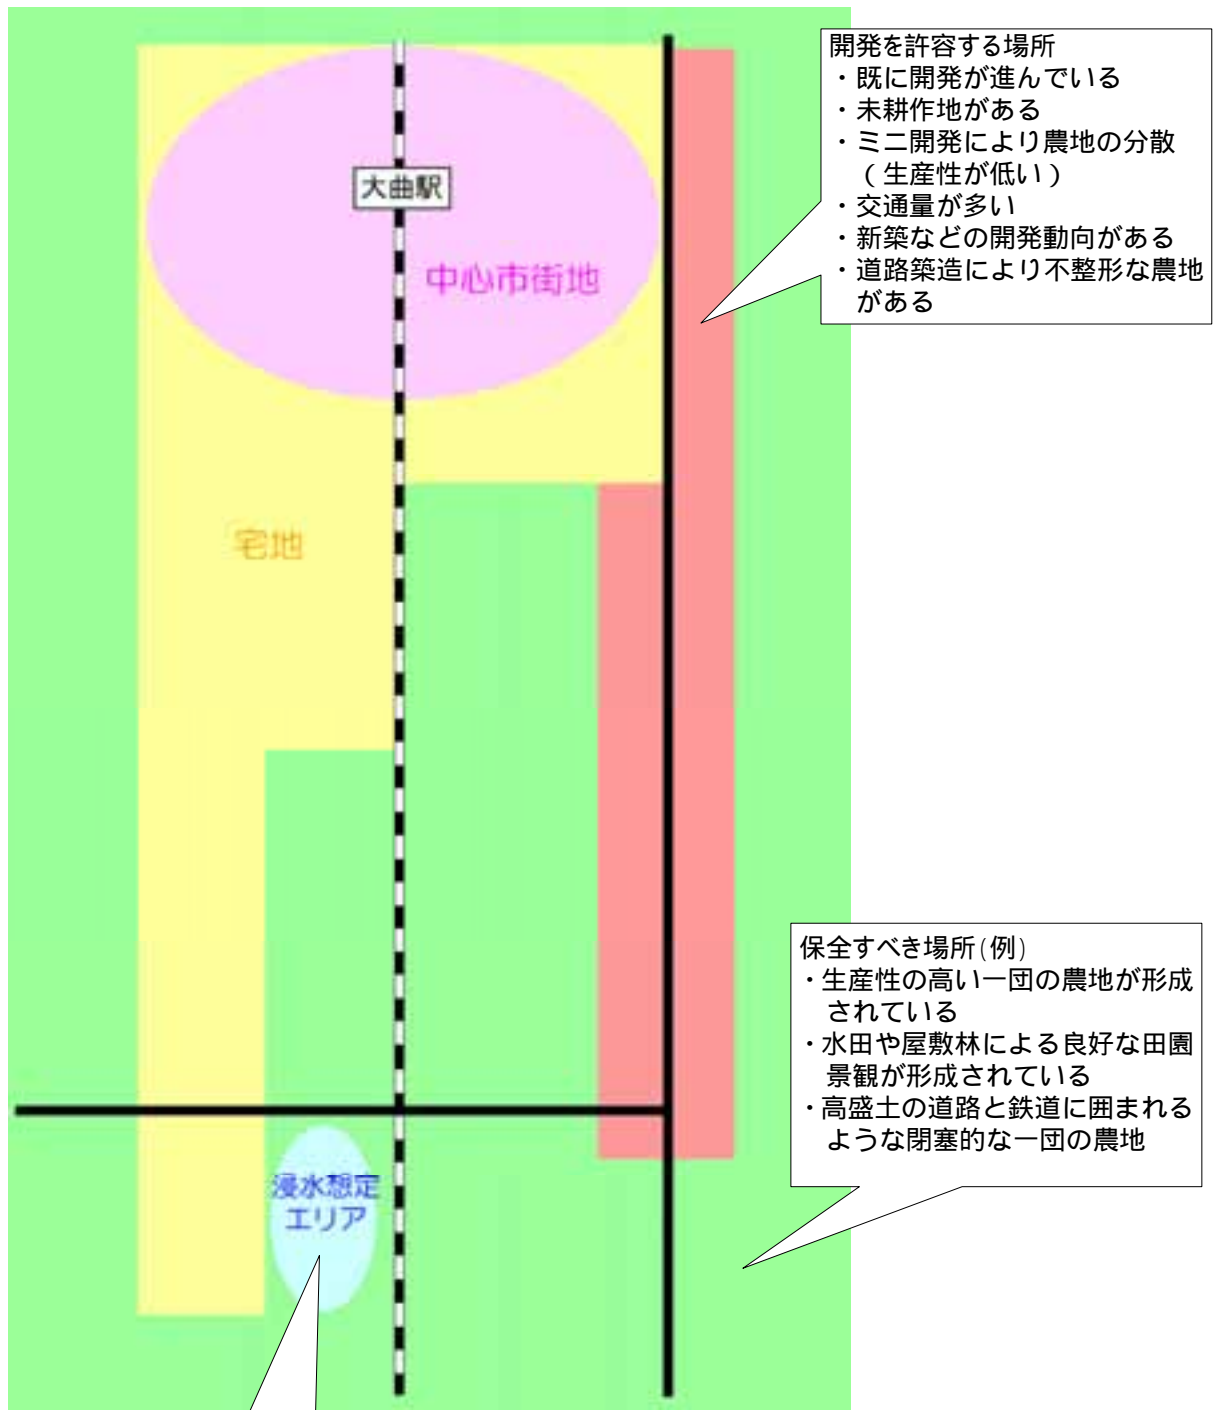 開発を許容する場所
・既に開発が進んでいる
・未耕作地がある
・ミニ開発により農地の分散
（生産性が低い）
・交通量が多い
・新築などの開発動向がある
・道路築造により不整形な農地
がある
大曲駅
中心市街地
宅地
保全すべき場所(例)
・生産性の高い一団の農地が形成
されている
・水田や屋敷林による良好な田園
景観が形成されている
・高盛土の道路と鉄道に囲まれる
ような閉塞的な一団の農地
浸水想定
エリア